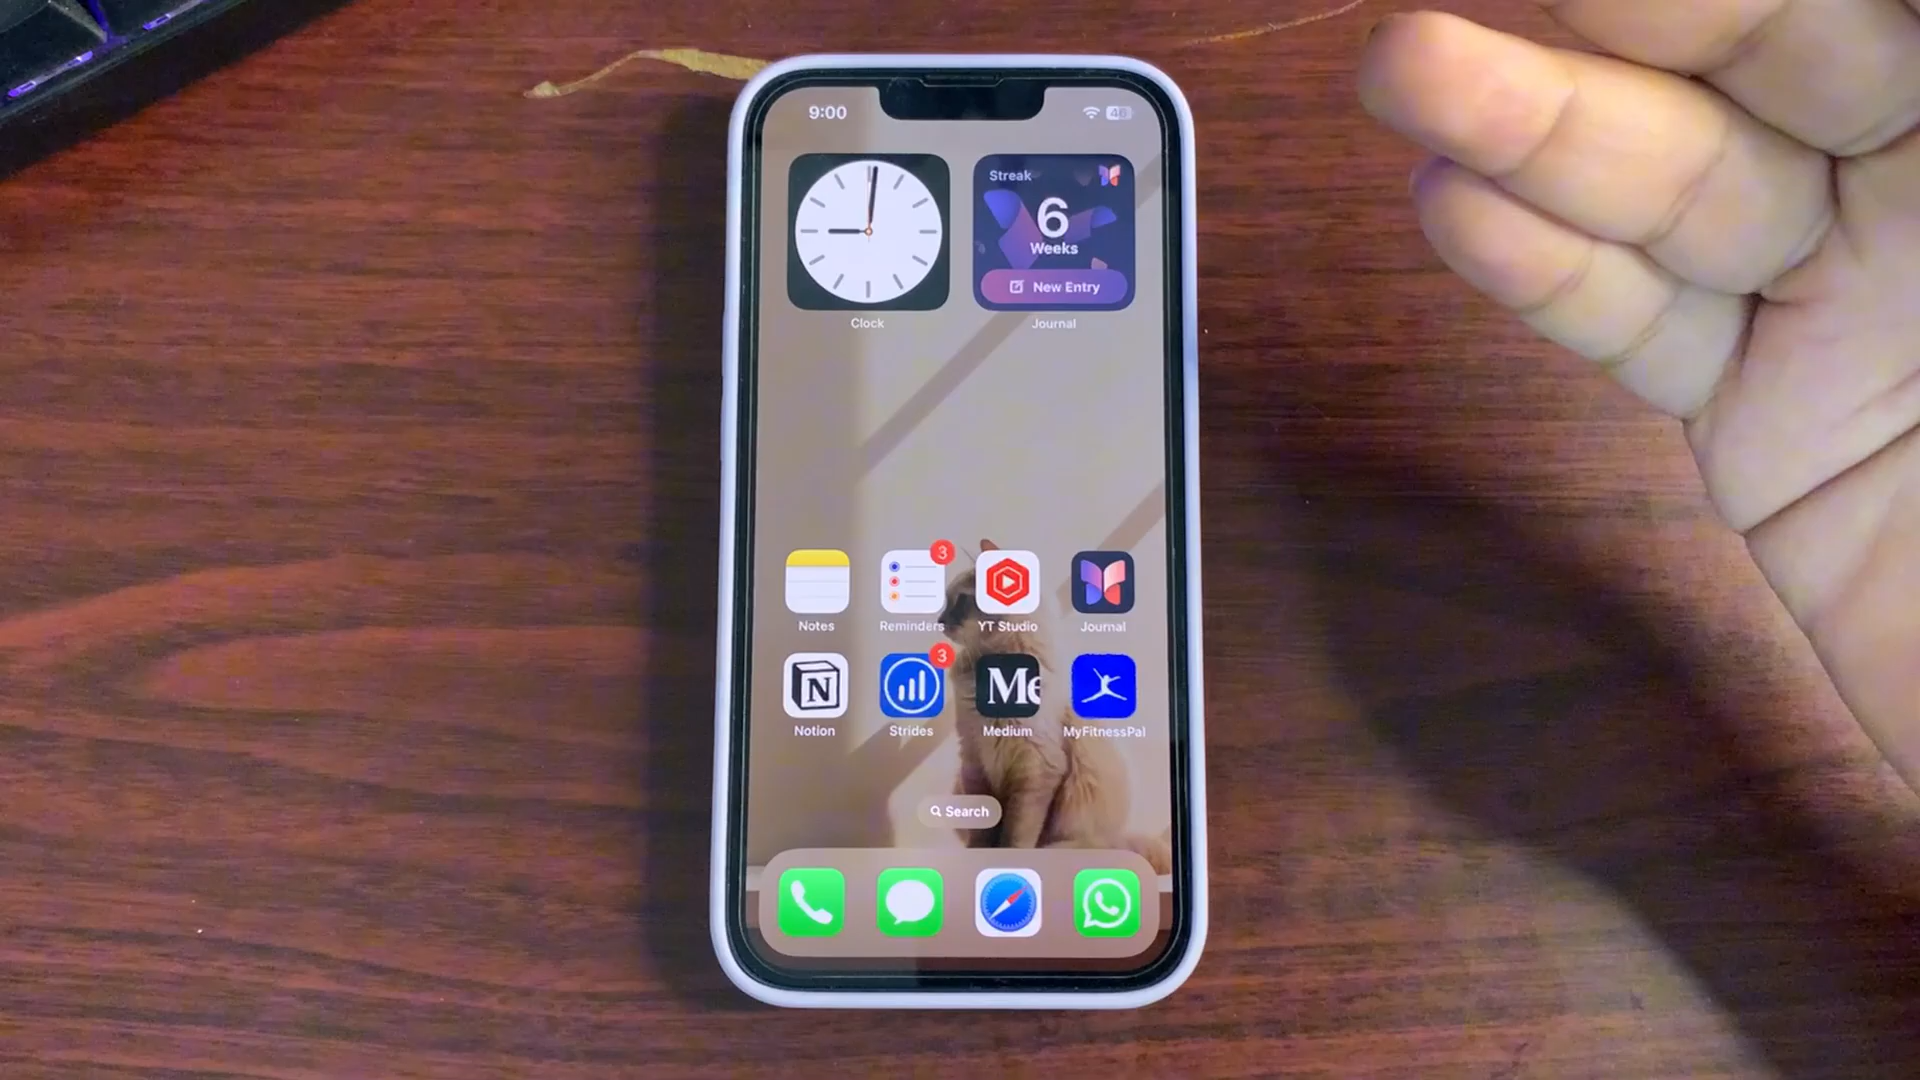 9:00
46
Streak
6
Weeks
New Entry
Clock
Journal
3
Notes
Reminders
YT Studio
Journal
3
N
Me
Notion
Strides
Medium
MyFitnessPal
Search